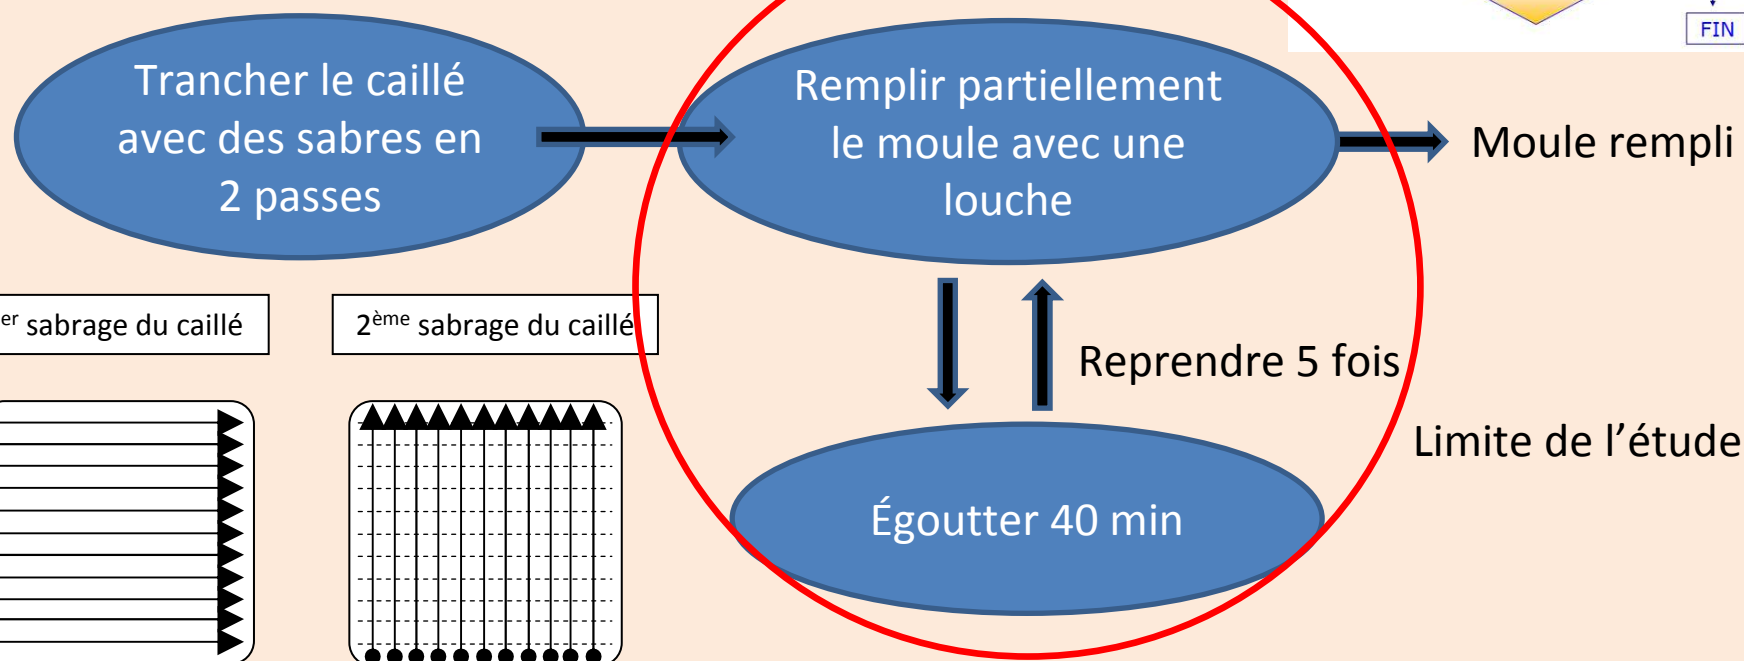 FIN
Trancher le caillé
avec des sabres en
2 passes
Remplir partiellement
le moule avec une
louche
Moule rempli
er sabrage du caillé
2ème sabrage du caillé
Reprendre 5 fois
Limite de l’étude
Égoutter 40 min